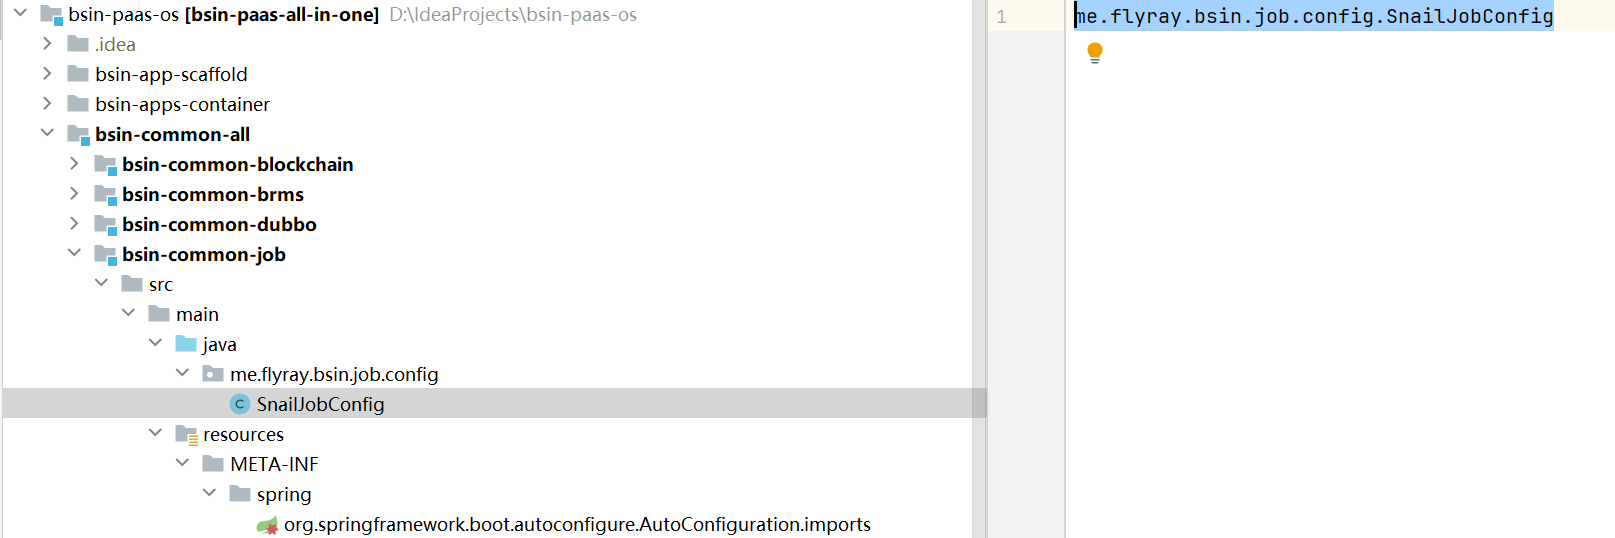 bsin-paas-os [bsin-paas-all-in-one] D:\IdeaProjects\bsin-paas-os
.idea
bsin-app-scaffold
bsin-apps-container
bsin-common-all
bsin-common-blockchain
bsin-common-brms
bsin-common-dubbo
bsin-common-job
src
main
java
me.flyray.bsin.job.config
SnailJobConfig
resources
META-INF
spring
org.springframework.boot.autoconfigure.AutoConfiguration.imports
1 me.flyray.bsin.job.config.SnailJobConfig